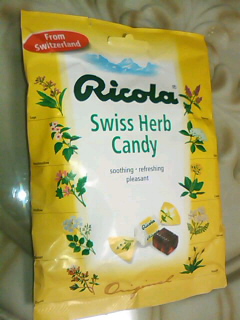 From
Switzerland
Ricola
Swiss Herb
Candy
soothing · refreshing
pleasant
Original